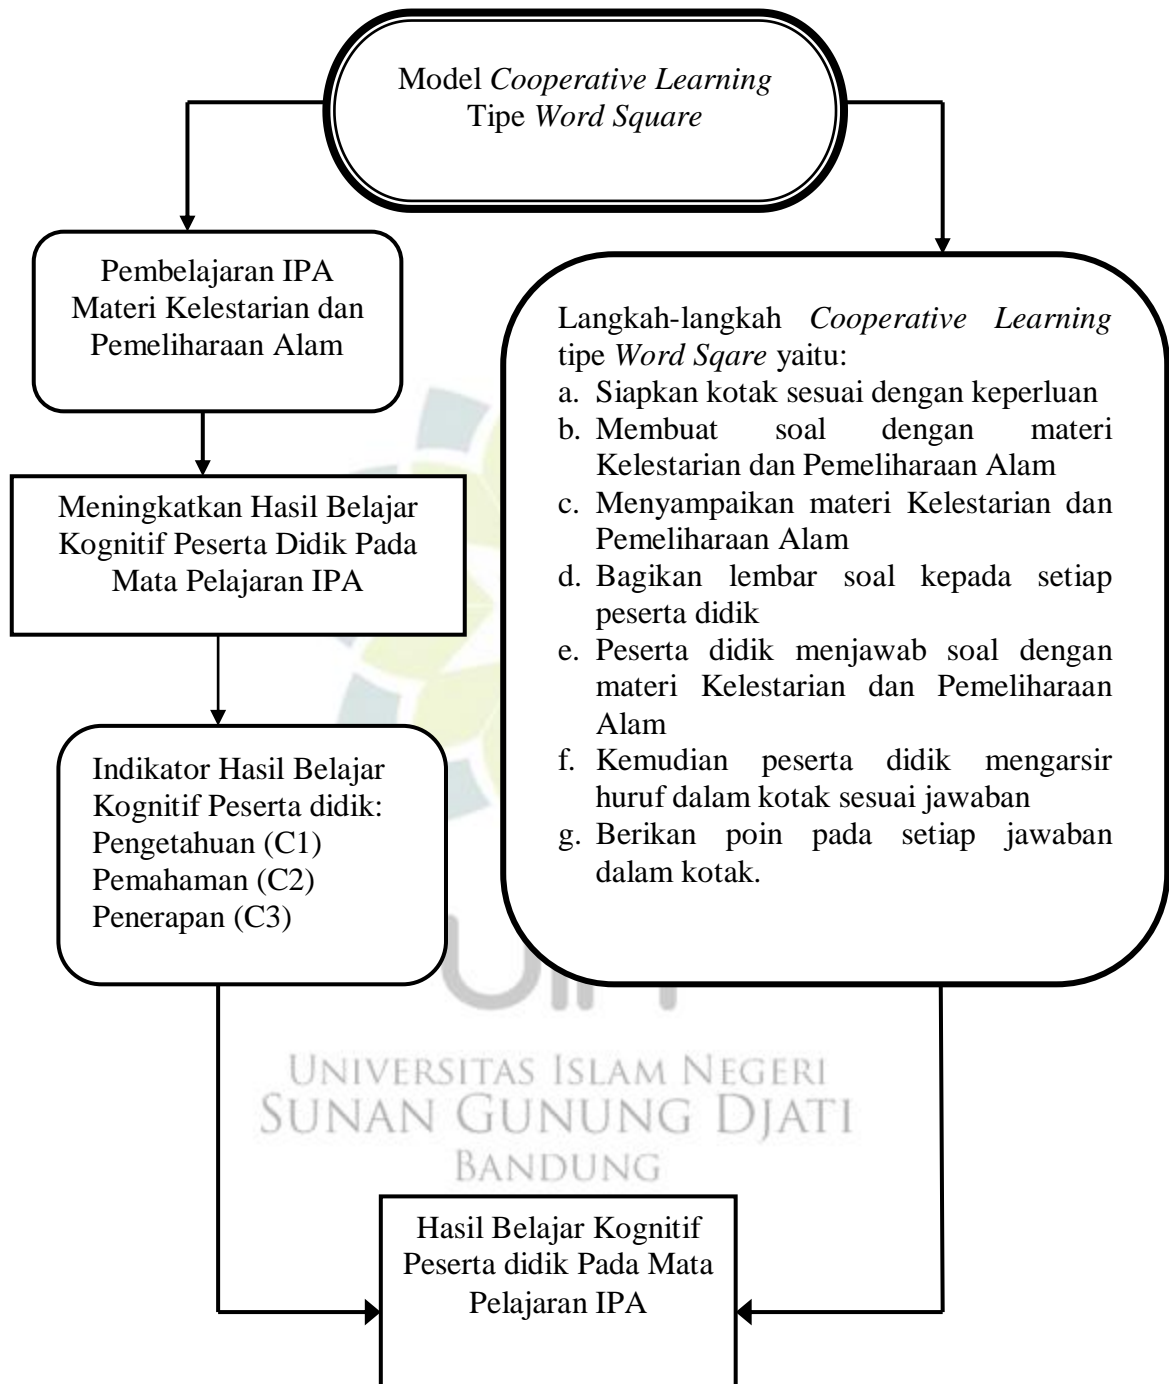 Model Cooperative Learning
Tipe Word Square
Pembelajaran IPA
Materi Kelestarian dan
Pemeliharaan Alam
Meningkatkan Hasil Belajar
Kognitif Peserta Didik Pada
Mata Pelajaran IPA
Indikator Hasil Belajar
Kognitif Peserta didik:
Pengetahuan (C1)
Pemahaman (C2)
Penerapan (C3)
Langkah-langkah Cooperative Learning
tipe Word Sqare yaitu:
a. Siapkan kotak sesuai dengan keperluan
b. Membuat soal dengan materi
Kelestarian dan Pemeliharaan Alam
c. Menyampaikan materi Kelestarian dan
Pemeliharaan Alam
d. Bagikan lembar soal kepada setiap
peserta didik
e. Peserta didik menjawab soal dengan
materi Kelestarian dan Pemeliharaan
Alam
f. Kemudian peserta didik mengarsir
huruf dalam kotak sesuai jawaban
g. Berikan poin pada setiap jawaban
dalam kotak.
UNIVERSITAS ISLAM NEGERI
SUNAN GUNUNG DJATI
BANDUNG
Hasil Belajar Kognitif
Peserta didik Pada Mata
Pelajaran IPA